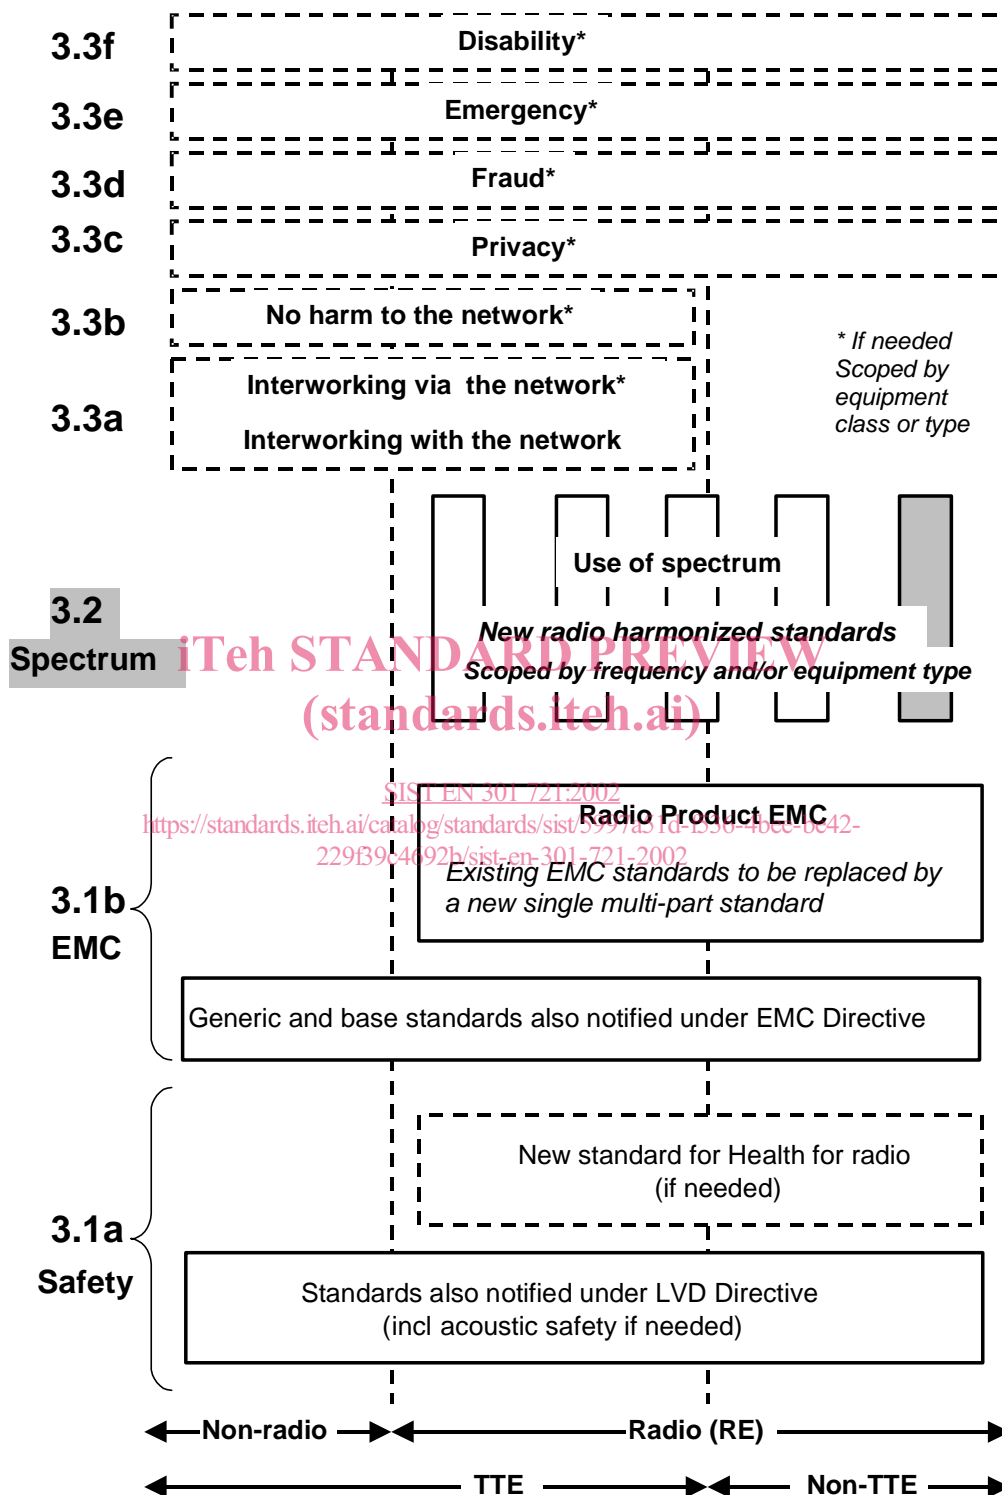 3.3f
Disability*
3.3e
Emergency*
3.3d
Fraud*
3.3c
Privacy*
3.3b
No harm to the network*
* If needed
Scoped by
equipment
class or type
3.3a
Interworking via the network*
Interworking with the network
Use of spectrum
3.2
Spectrum
New radio harmonized standards
Scoped by frequency and/or equipment type
iTeh STANDARD PREVIEW
(standards.iteh.ai)
SIST EN 301 721:2002
https://standards.iteh.ai/catalog/standards/sist/
229f39c4692b/sist-en-301-721-2002
Radio Product EMC
Existing EMC standards to be replaced by
a new single multi-part standard
3.1b
EMC
Generic and base standards also notified under EMC Directive
New standard for Health for radio
(if needed)
3.1a
Safety
Standards also notified under LVD Directive
(incl acoustic safety if needed)
Non-radio
Radio (RE)
TTE
Non-TTE